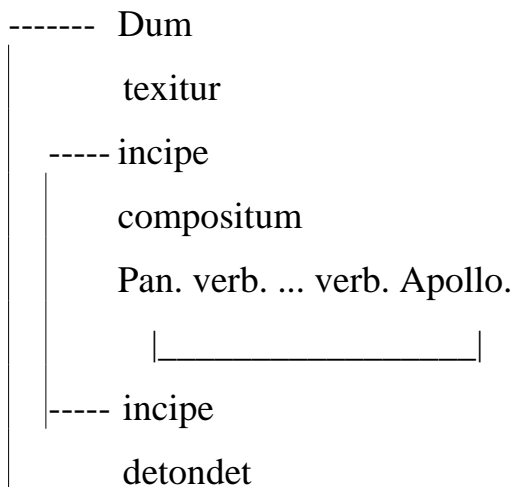 Dum
texitur
incipe
compositum
Pan. verb. ... verb. Apollo.
incipe
detondet